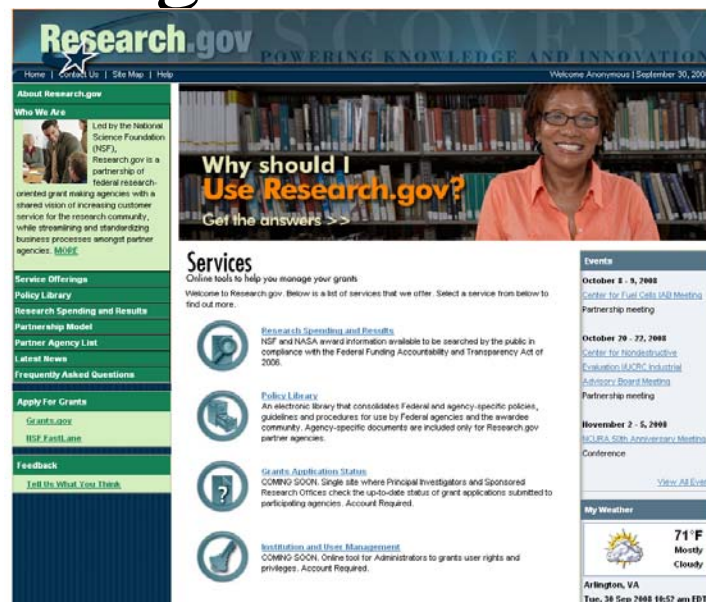 DISCOVERY
Research.gov
POWERING KNOWLEDGE AND INNOVATION
Home | Contact Us | Site Map | Help
Welcome Anonymous | September 30, 200
About Research.gov
Who We Are
Led by the National
Science Foundation
(NSF),
Research.gov is a
partnership of
federal research-
oriented grant making agencies with a
shared vision of increasing customer
service for the research community,
while streamlining and standardizing
business processes amongst partner
agencies. MORE
Service Offerings
Policy Library
Research Spending and Results
Partnership Model
Partner Agency List
Latest News
Frequently Asked Questions
Apply For Grants
Grants.gov
NSF FastLane
Feedback
Tell Us What You Think
Why should I
Use Research.gov?
Get the answers >>
Services
Online tools to help you manage your grants
Welcome to Research.gov. Below is a list of services that we offer. Select a service from below to
find out more.
Research Spending and Results
NSF and NASA award information available to be searched by the public in
compliance with the Federal Funding Accountability and Transparency Act of
2006.
Policy Library
An electronic library that consolidates Federal and agency-specific policies,
guidelines and procedures for use by Federal agencies and the awardee
community. Agency-specific documents are included only for Research.gov
partner agencies.
Grants Application Status
COMING SOON. Single site where Principal Investigators and Sponsored
Research Offices check the up-to-date status of grant applications submitted to
participating agencies. Account Required.
Institution and User Management
COMING SOON. Online tool for Administrators to grants user rights and
privileges. Account Required.
Events
October 8 - 9, 2008
Center for Fuel Cells IAB Meeting
Partnership meeting
October 20 - 22, 2008
Center for Nondestructive
Evaluation I/UCRC Industrial
Advisory Board Meeting
Partnership meeting
November 2 - 5, 2008
NCURA 50th Anniversary Meeting
Conference
View All Eve
My Weather
71°F
Mostly
Cloudy
Arlington, VA
Tue, 30 Sep 2008 10:52 am EDT